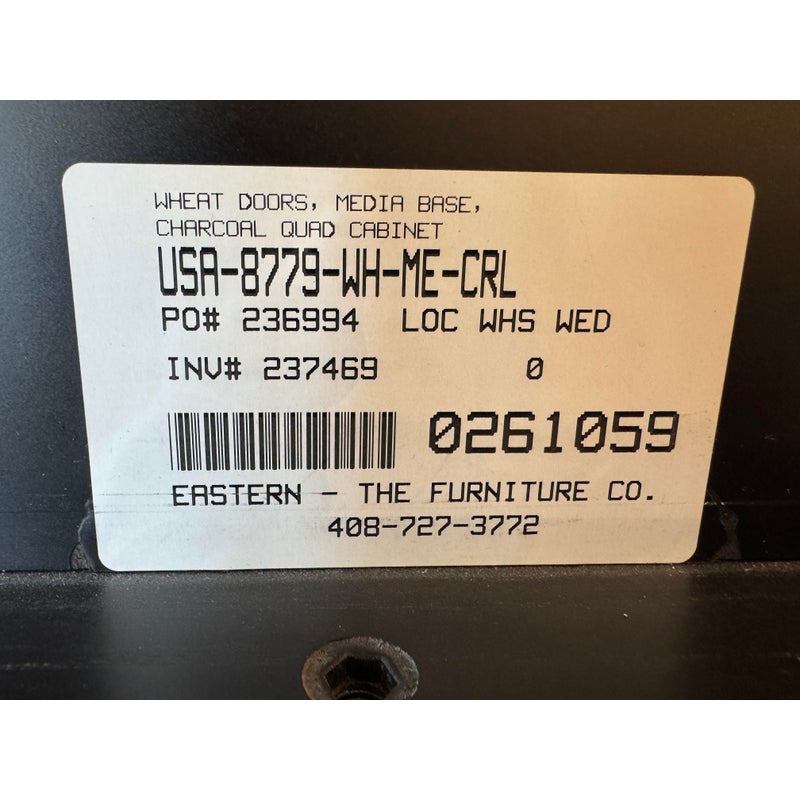 WHEAT DOORS, MEDIA BASE,
CHARCOAL QUAD CABINET
USA-8779-WH-ME-CRL
PO# 236994 LOC WHS WED
INV# 237469 0
0261059
EASTERN - THE FURNITURE CO.
408-727-3772